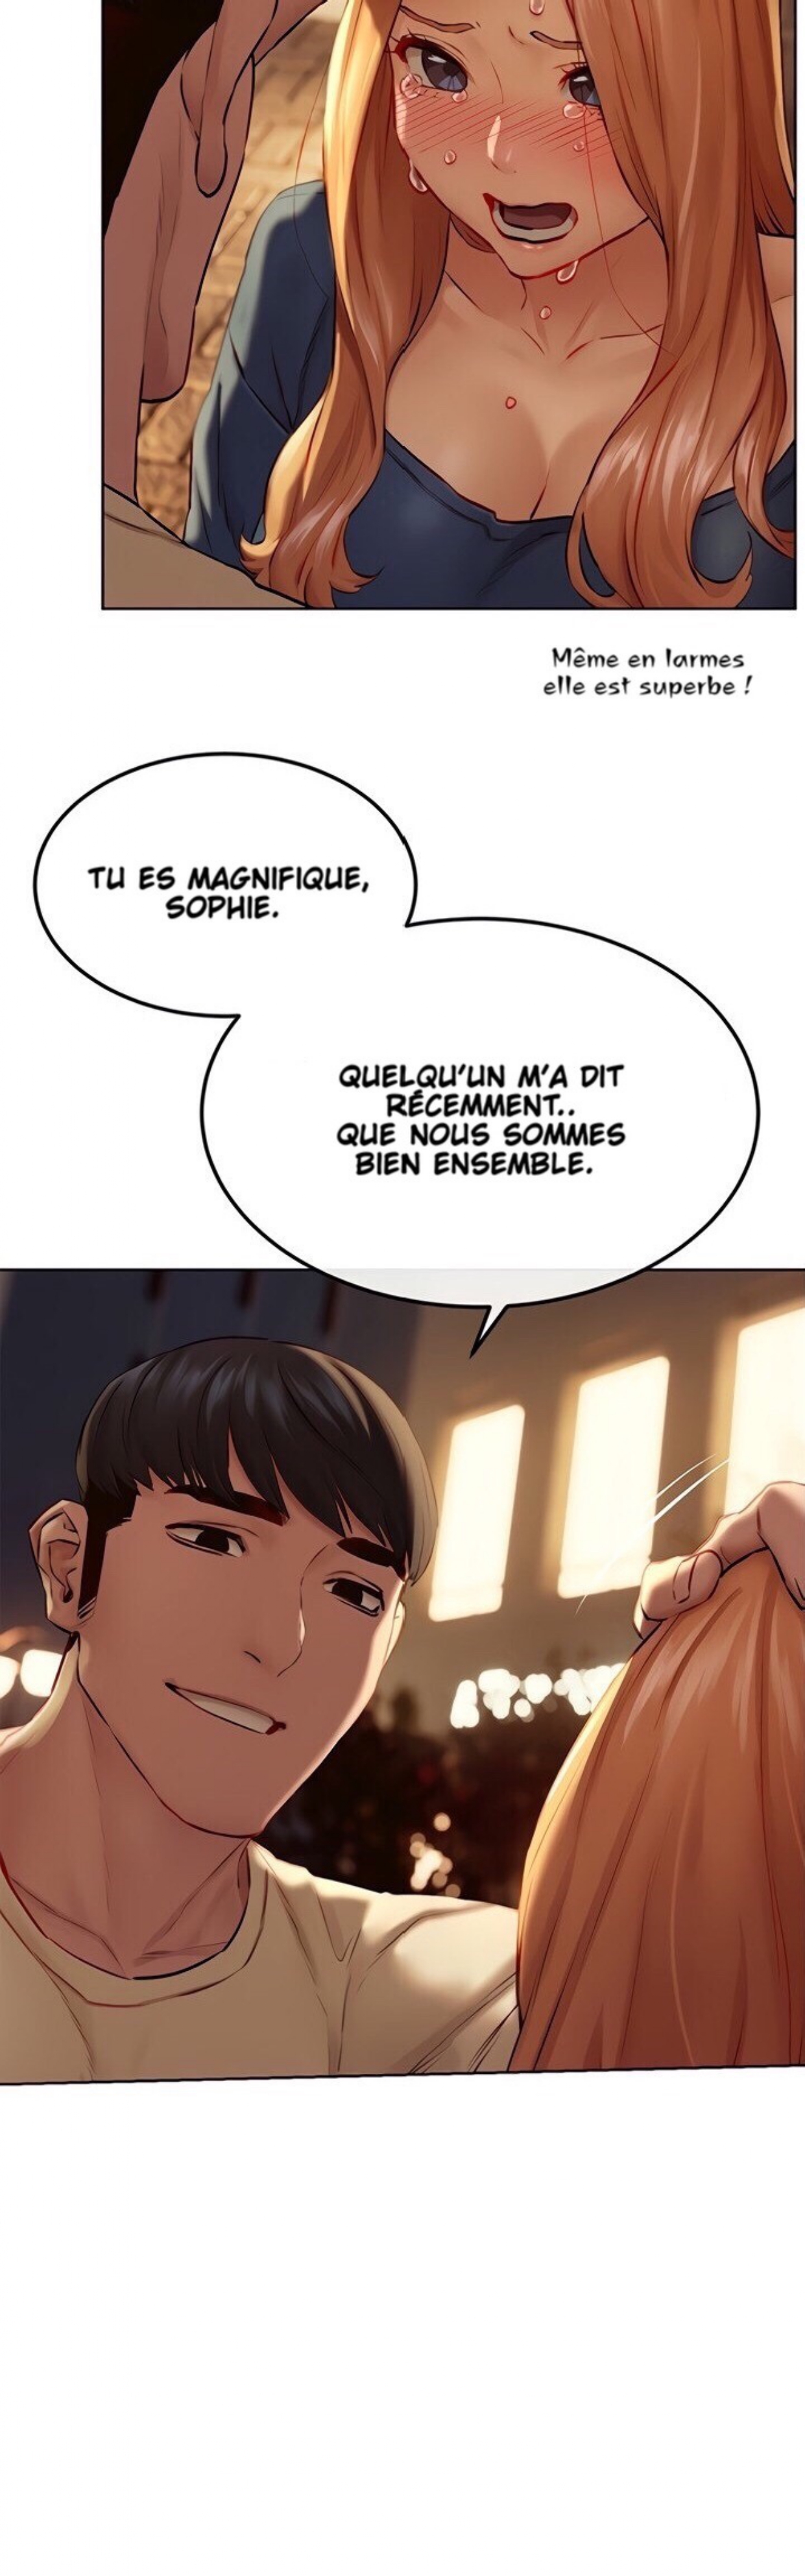 Même en larmes
elle est superbe !
TU ES MAGNIFIQUE,
SOPHIE.
QUELQU'UN M'A DIT
RÉCEMMENT..
QUE NOUS SOMMES
BIEN ENSEMBLE.